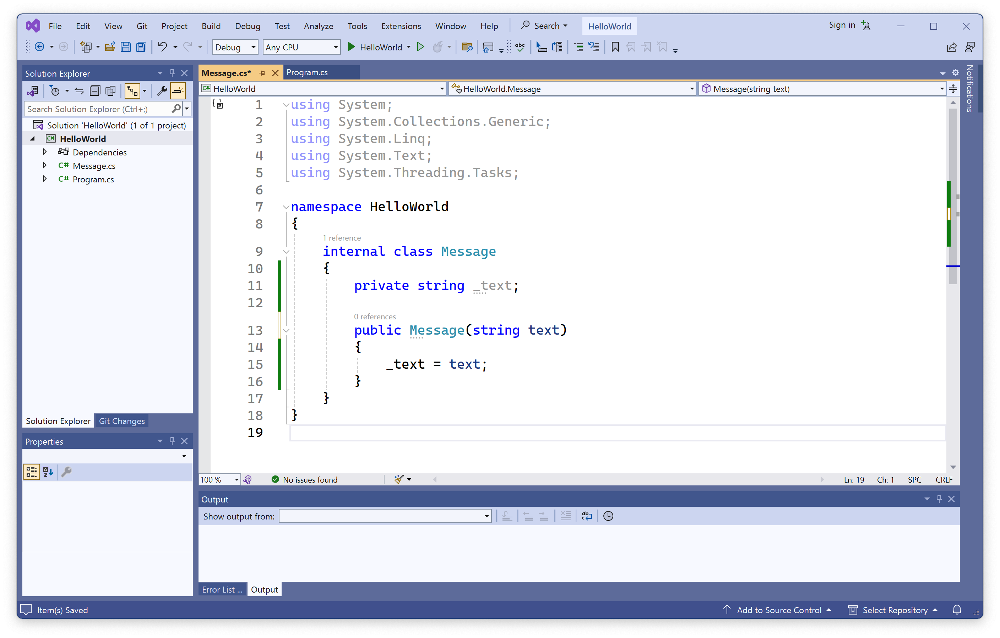 File Edit View Git Project Build Debug Test Analyze Tools Extensions Window Help Search HelloWorld Sign in
Debug Any CPU HelloWorld abc
Solution Explorer
Search Solution Explorer (Ctrl+;)
Solution 'HelloWorld' (1 of 1 project)
C# HelloWorld
Dependencies
C# Message.cs
C# Program.cs
Solution Explorer Git Changes
Properties
A Z
Message.cs* Program.cs
C# HelloWorld HelloWorld.Message Message(string text)
1 using System;
2 using System.Collections.Generic;
3 using System.Linq;
4 using System.Text;
5 using System.Threading.Tasks;
6
7 namespace HelloWorld
8 {
1 reference
9 internal class Message
10 {
11 private string _text;
12
0 references
13 public Message(string text)
14 {
15 _text = text;
16 }
17 }
18 }
19
100 % No issues found Ln: 19 Ch: 1 SPC CRLF
Output
Show output from: ab c
Error List ... Output
Notifications
Item(s) Saved Add to Source Control Select Repository